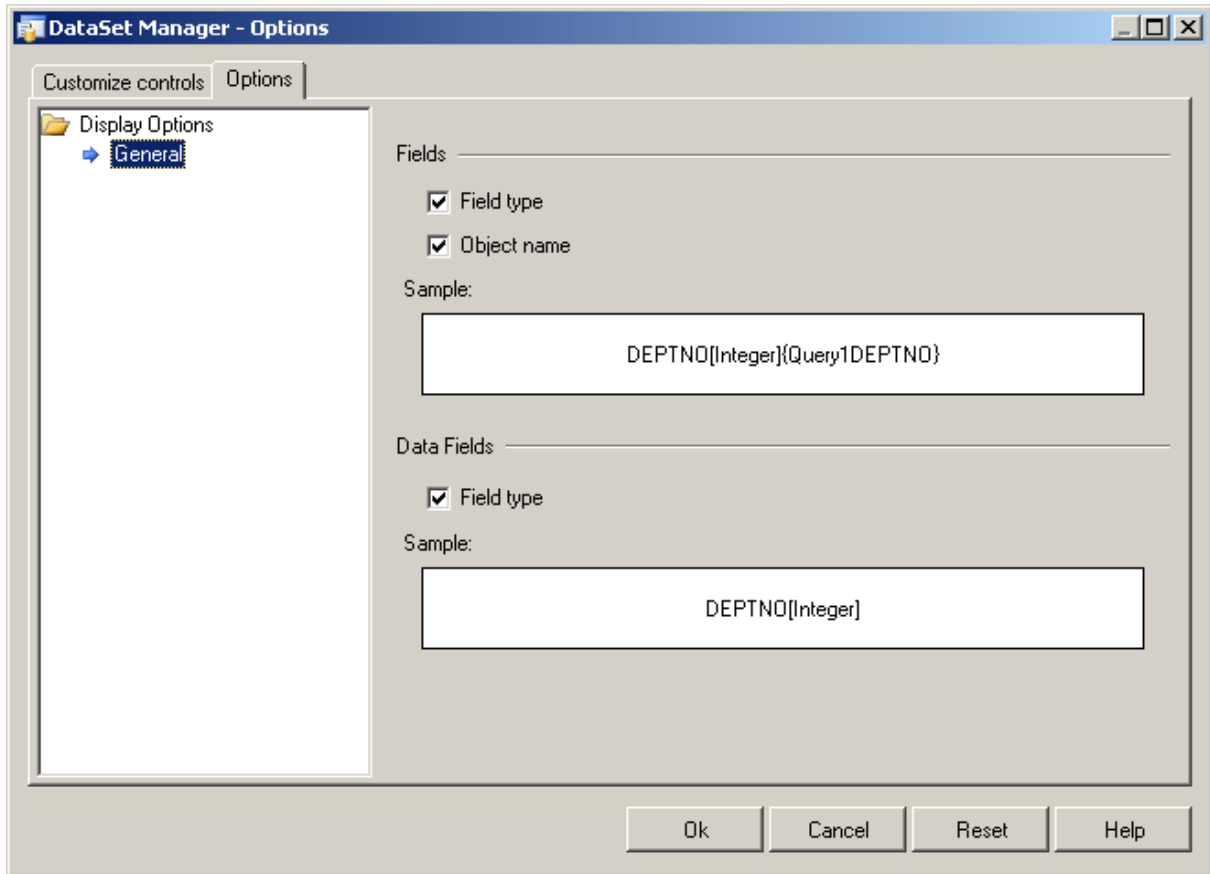 DataSet Manager - Options
Customize controls Options
Display Options
General
Fields
Field type
Object name
Sample:
DEPTNO[Integer]{Query1DEPTNO}
Data Fields
Field type
Sample:
DEPTNO[Integer]
Ok Cancel Reset Help